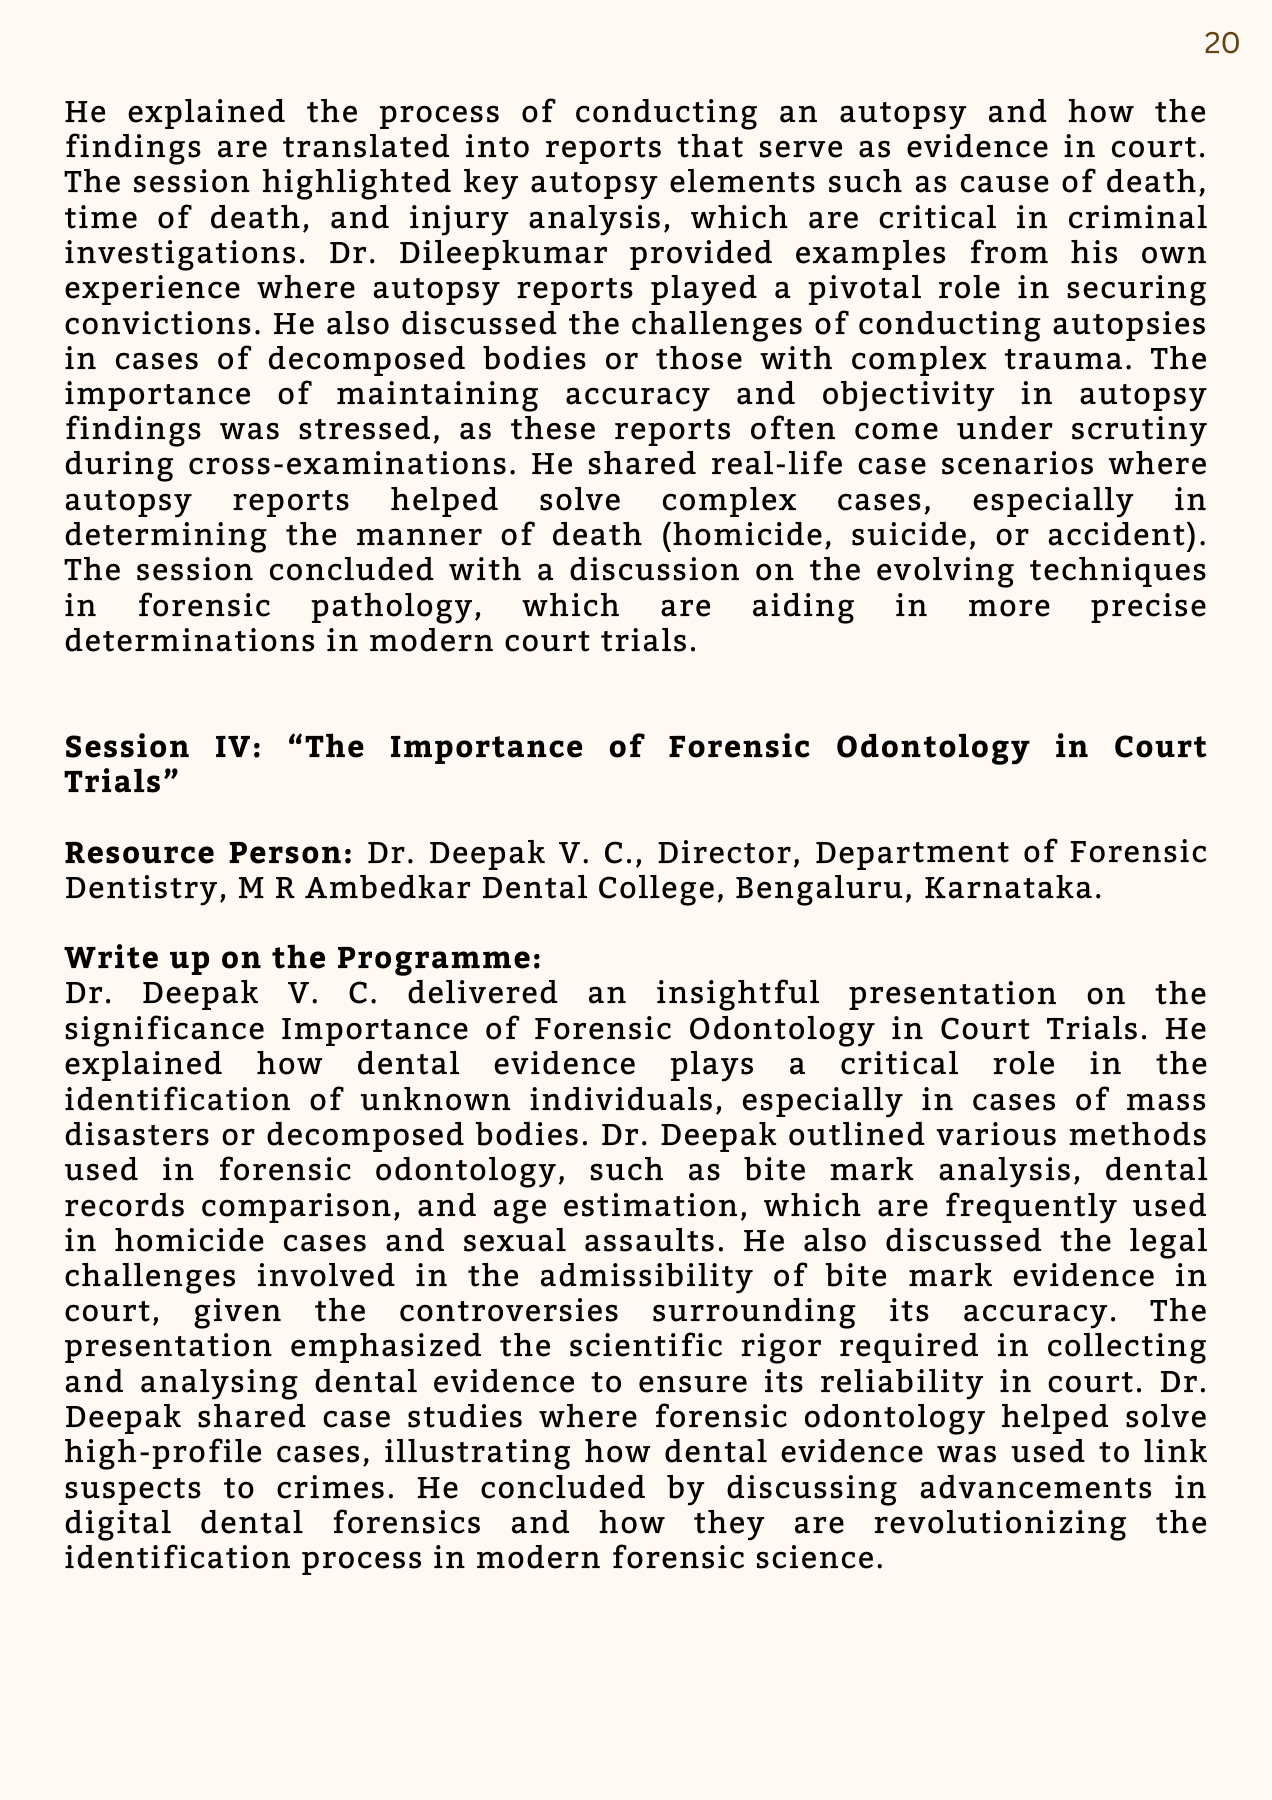 20
He explained the process of conducting an autopsy and how the
findings are translated into reports that serve as evidence in court.
The session highlighted key autopsy elements such as cause of death,
time of death, and injury analysis, which are critical in criminal
investigations. Dr. Dileepkumar provided examples from his own
experience where autopsy reports played a pivotal role in securing
convictions. He also discussed the challenges of conducting autopsies
in cases of decomposed bodies or those with complex trauma. The
importance of maintaining accuracy and objectivity in autopsy
findings was stressed, as these reports often come under scrutiny
during cross-examinations. He shared real-life case scenarios where
autopsy reports helped solve complex cases, especially in
determining the manner of death (homicide, suicide, or accident).
The session concluded with a discussion on the evolving techniques
in forensic pathology, which are aiding in more precise
determinations in modern court trials.
Session IV: “The Importance of Forensic Odontology in Court
Trials”
Resource Person: Dr. Deepak V. C., Director, Department of Forensic
Dentistry, M R Ambedkar Dental College, Bengaluru, Karnataka.
Write up on the Programme:
Dr. Deepak V. C. delivered an insightful presentation on the
significance Importance of Forensic Odontology in Court Trials. He
explained how dental evidence plays a critical role in the
identification of unknown individuals, especially in cases of mass
disasters or decomposed bodies. Dr. Deepak outlined various methods
used in forensic odontology, such as bite mark analysis, dental
records comparison, and age estimation, which are frequently used
in homicide cases and sexual assaults. He also discussed the legal
challenges involved in the admissibility of bite mark evidence in
court, given the controversies surrounding its accuracy. The
presentation emphasized the scientific rigor required in collecting
and analysing dental evidence to ensure its reliability in court. Dr.
Deepak shared case studies where forensic odontology helped solve
high-profile cases, illustrating how dental evidence was used to link
suspects to crimes. He concluded by discussing advancements in
digital dental forensics and how they are revolutionizing the
identification process in modern forensic science.